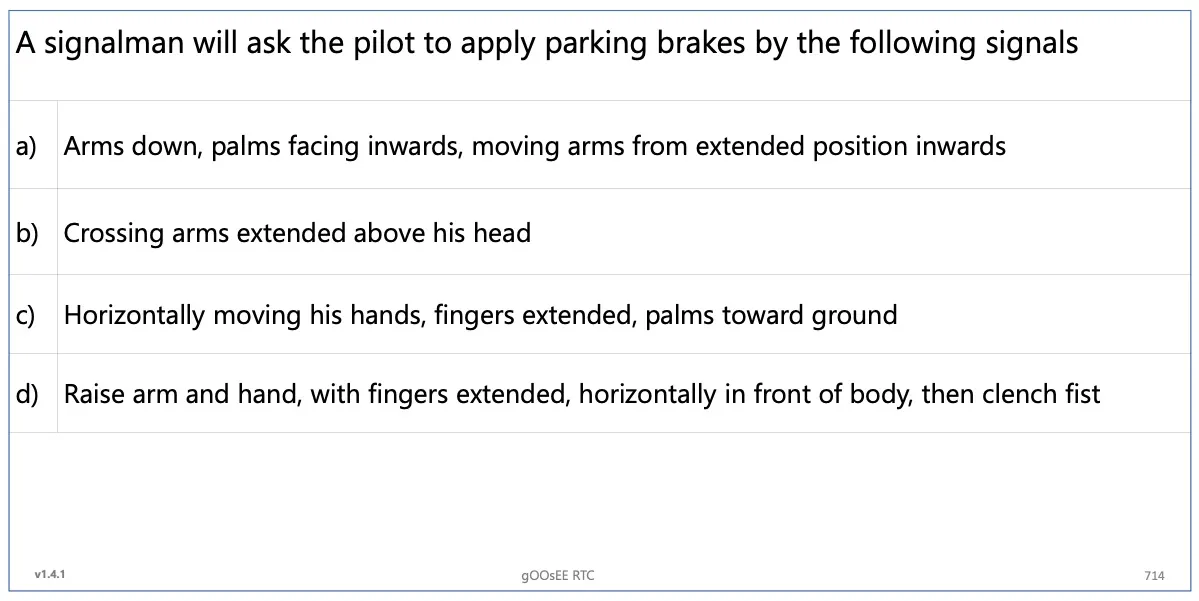 A signalman will ask the pilot to apply parking brakes by the following signals
a) Arms down, palms facing inwards, moving arms from extended position inwards
b) Crossing arms extended above his head
c) Horizontally moving his hands, fingers extended, palms toward ground
d) Raise arm and hand, with fingers extended, horizontally in front of body, then clench fist
v1.4.1 gOOsEE RTC 714